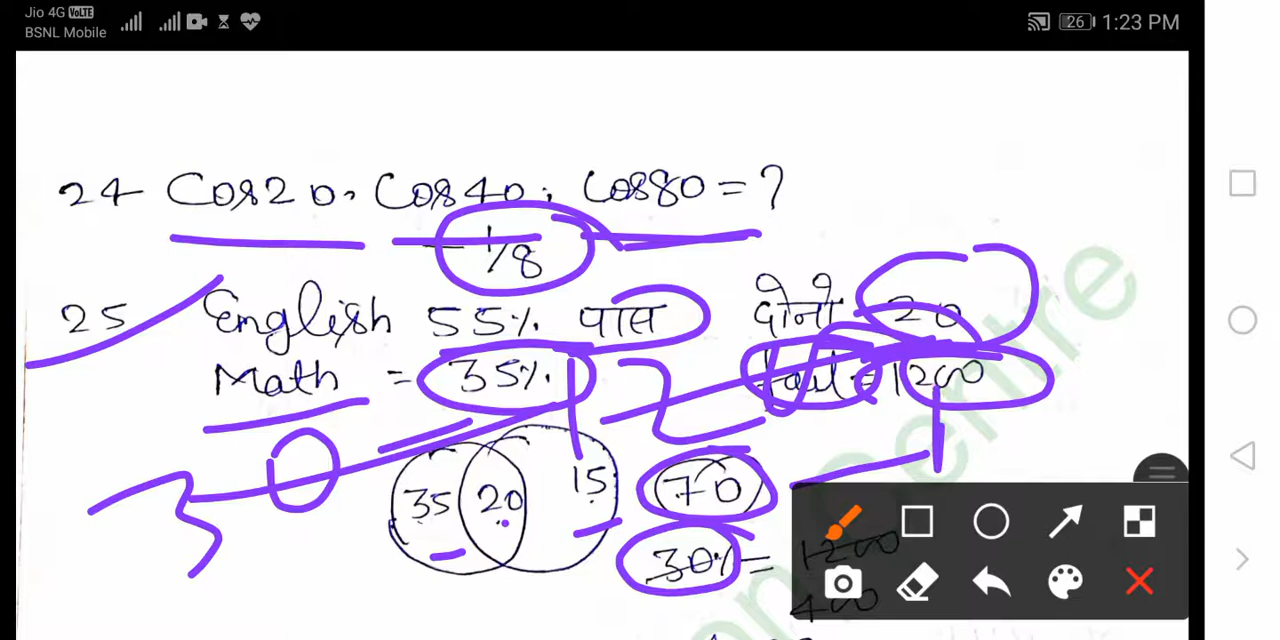 Jio 4G VoLTE
BSNL Mobile
26 1:23 PM
24 Cos20. Cos40. Cos80 = ?
1/8
25 English 55% पास दोनो 20
Math = 35% fail = 1200
35 20 15 70
30% = 1200
400
entre